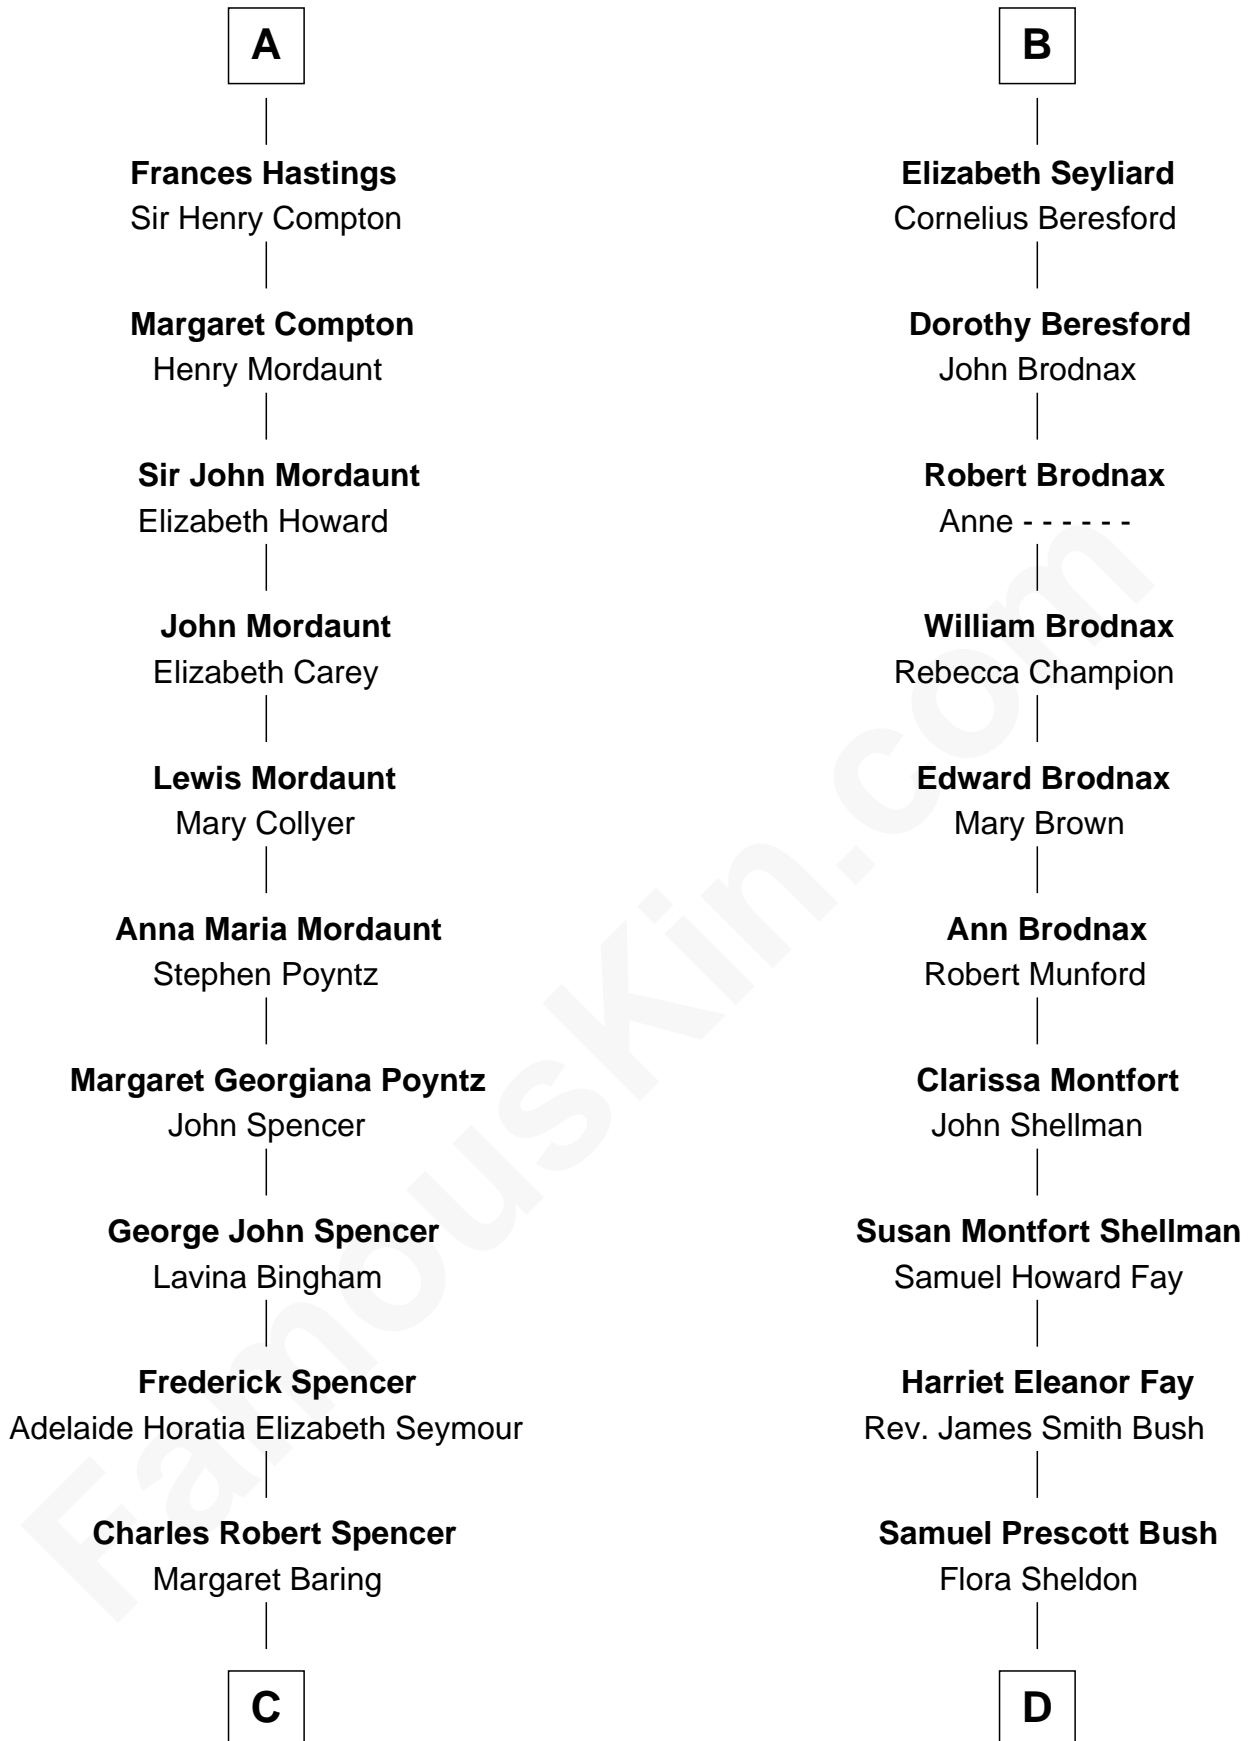 A
Frances Hastings
Sir Henry Compton
Margaret Compton
Henry Mordaunt
Sir John Mordaunt
Elizabeth Howard
John Mordaunt
Elizabeth Carey
Lewis Mordaunt
Mary Collyer
Anna Maria Mordaunt
Stephen Poyntz
Margaret Georgiana Poyntz
John Spencer
George John Spencer
Lavina Bingham
Frederick Spencer
Adelaide Horatia Elizabeth Seymour
Charles Robert Spencer
Margaret Baring
C
B
Elizabeth Seyliard
Cornelius Beresford
Dorothy Beresford
John Brodnax
Robert Brodnax
Anne - - - - - -
William Brodnax
Rebecca Champion
Edward Brodnax
Mary Brown
Ann Brodnax
Robert Munford
Clarissa Montfort
John Shellman
Susan Montfort Shellman
Samuel Howard Fay
Harriet Eleanor Fay
Rev. James Smith Bush
Samuel Prescott Bush
Flora Sheldon
D
FamousKin.com